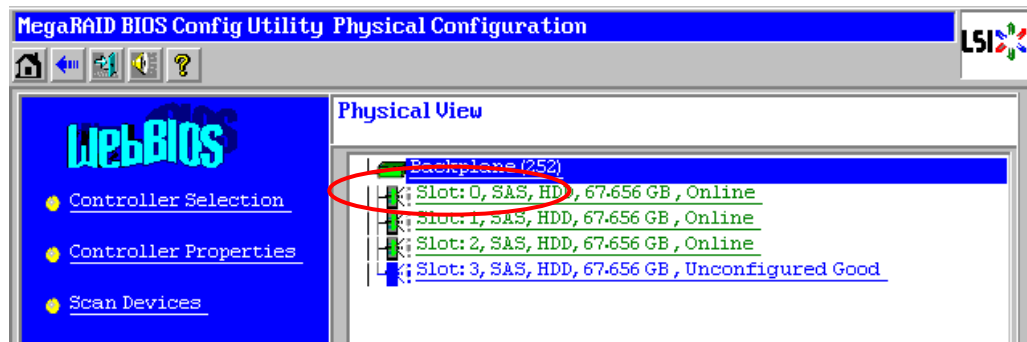 MegaRAID BIOS Config Utility Physical Configuration
LSI
WebBIOS
Controller Selection
Controller Properties
Scan Devices
Physical View
Backplane (252)
Slot: 0, SAS, HDD, 67.656 GB , Online
Slot: 1, SAS, HDD, 67.656 GB , Online
Slot: 2, SAS, HDD, 67.656 GB , Online
Slot: 3, SAS, HDD, 67.656 GB , Unconfigured Good